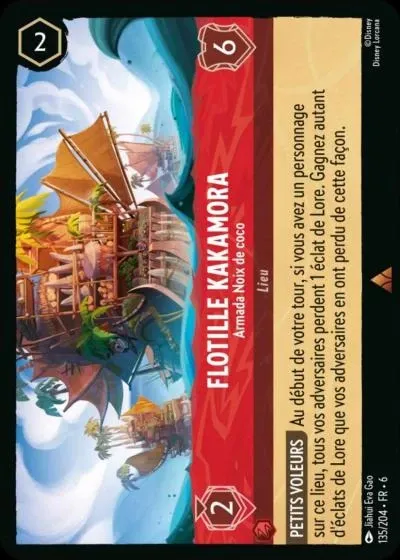 2
6
FLOTILLE KAKAMORA
Armada Noix de coco
Lieu
2
PETITS VOLEURS Au début de votre tour, si vous avez un personnage
sur ce lieu, tous vos adversaires perdent 1 éclat de Lore. Gagnez autant
d'éclats de Lore que vos adversaires en ont perdu de cette façon.
Jiahui Eva Gao
135/204 • FR • 6
©Disney
Disney Lorcana